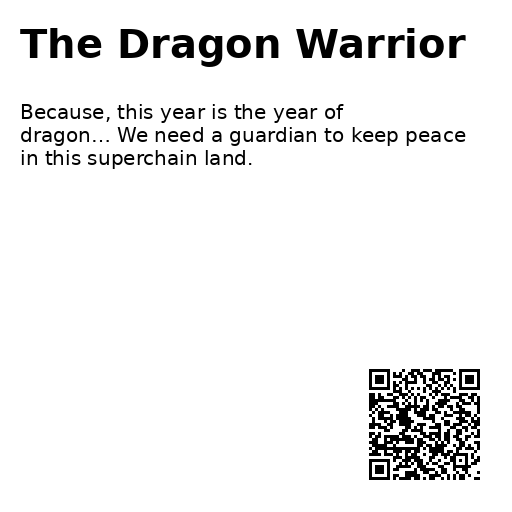 The Dragon Warrior
Because, this year is the year of
dragon... We need a guardian to keep peace
in this superchain land.